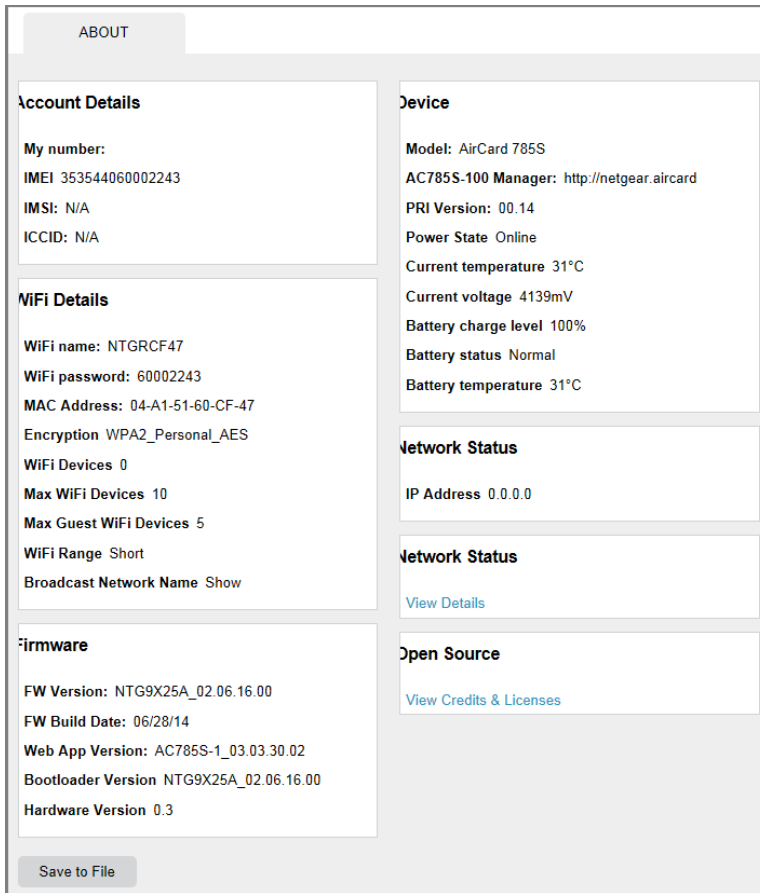 ABOUT
Account Details
My number:
IMEI 353544060002243
IMSI: N/A
ICCID: N/A
WiFi Details
WiFi name: NTGRCF47
WiFi password: 60002243
MAC Address: 04-A1-51-60-CF-47
Encryption WPA2_Personal_AES
WiFi Devices 0
Max WiFi Devices 10
Max Guest WiFi Devices 5
WiFi Range Short
Broadcast Network Name Show
Firmware
FW Version: NTG9X25A_02.06.16.00
FW Build Date: 06/28/14
Web App Version: AC785S-1_03.03.30.02
Bootloader Version NTG9X25A_02.06.16.00
Hardware Version 0.3
Save to File
Device
Model: AirCard 785S
AC785S-100 Manager: http://netgear.aircard
PRI Version: 00.14
Power State Online
Current temperature 31°C
Current voltage 4139mV
Battery charge level 100%
Battery status Normal
Battery temperature 31°C
Network Status
IP Address 0.0.0.0
Network Status
View Details
Open Source
View Credits & Licenses